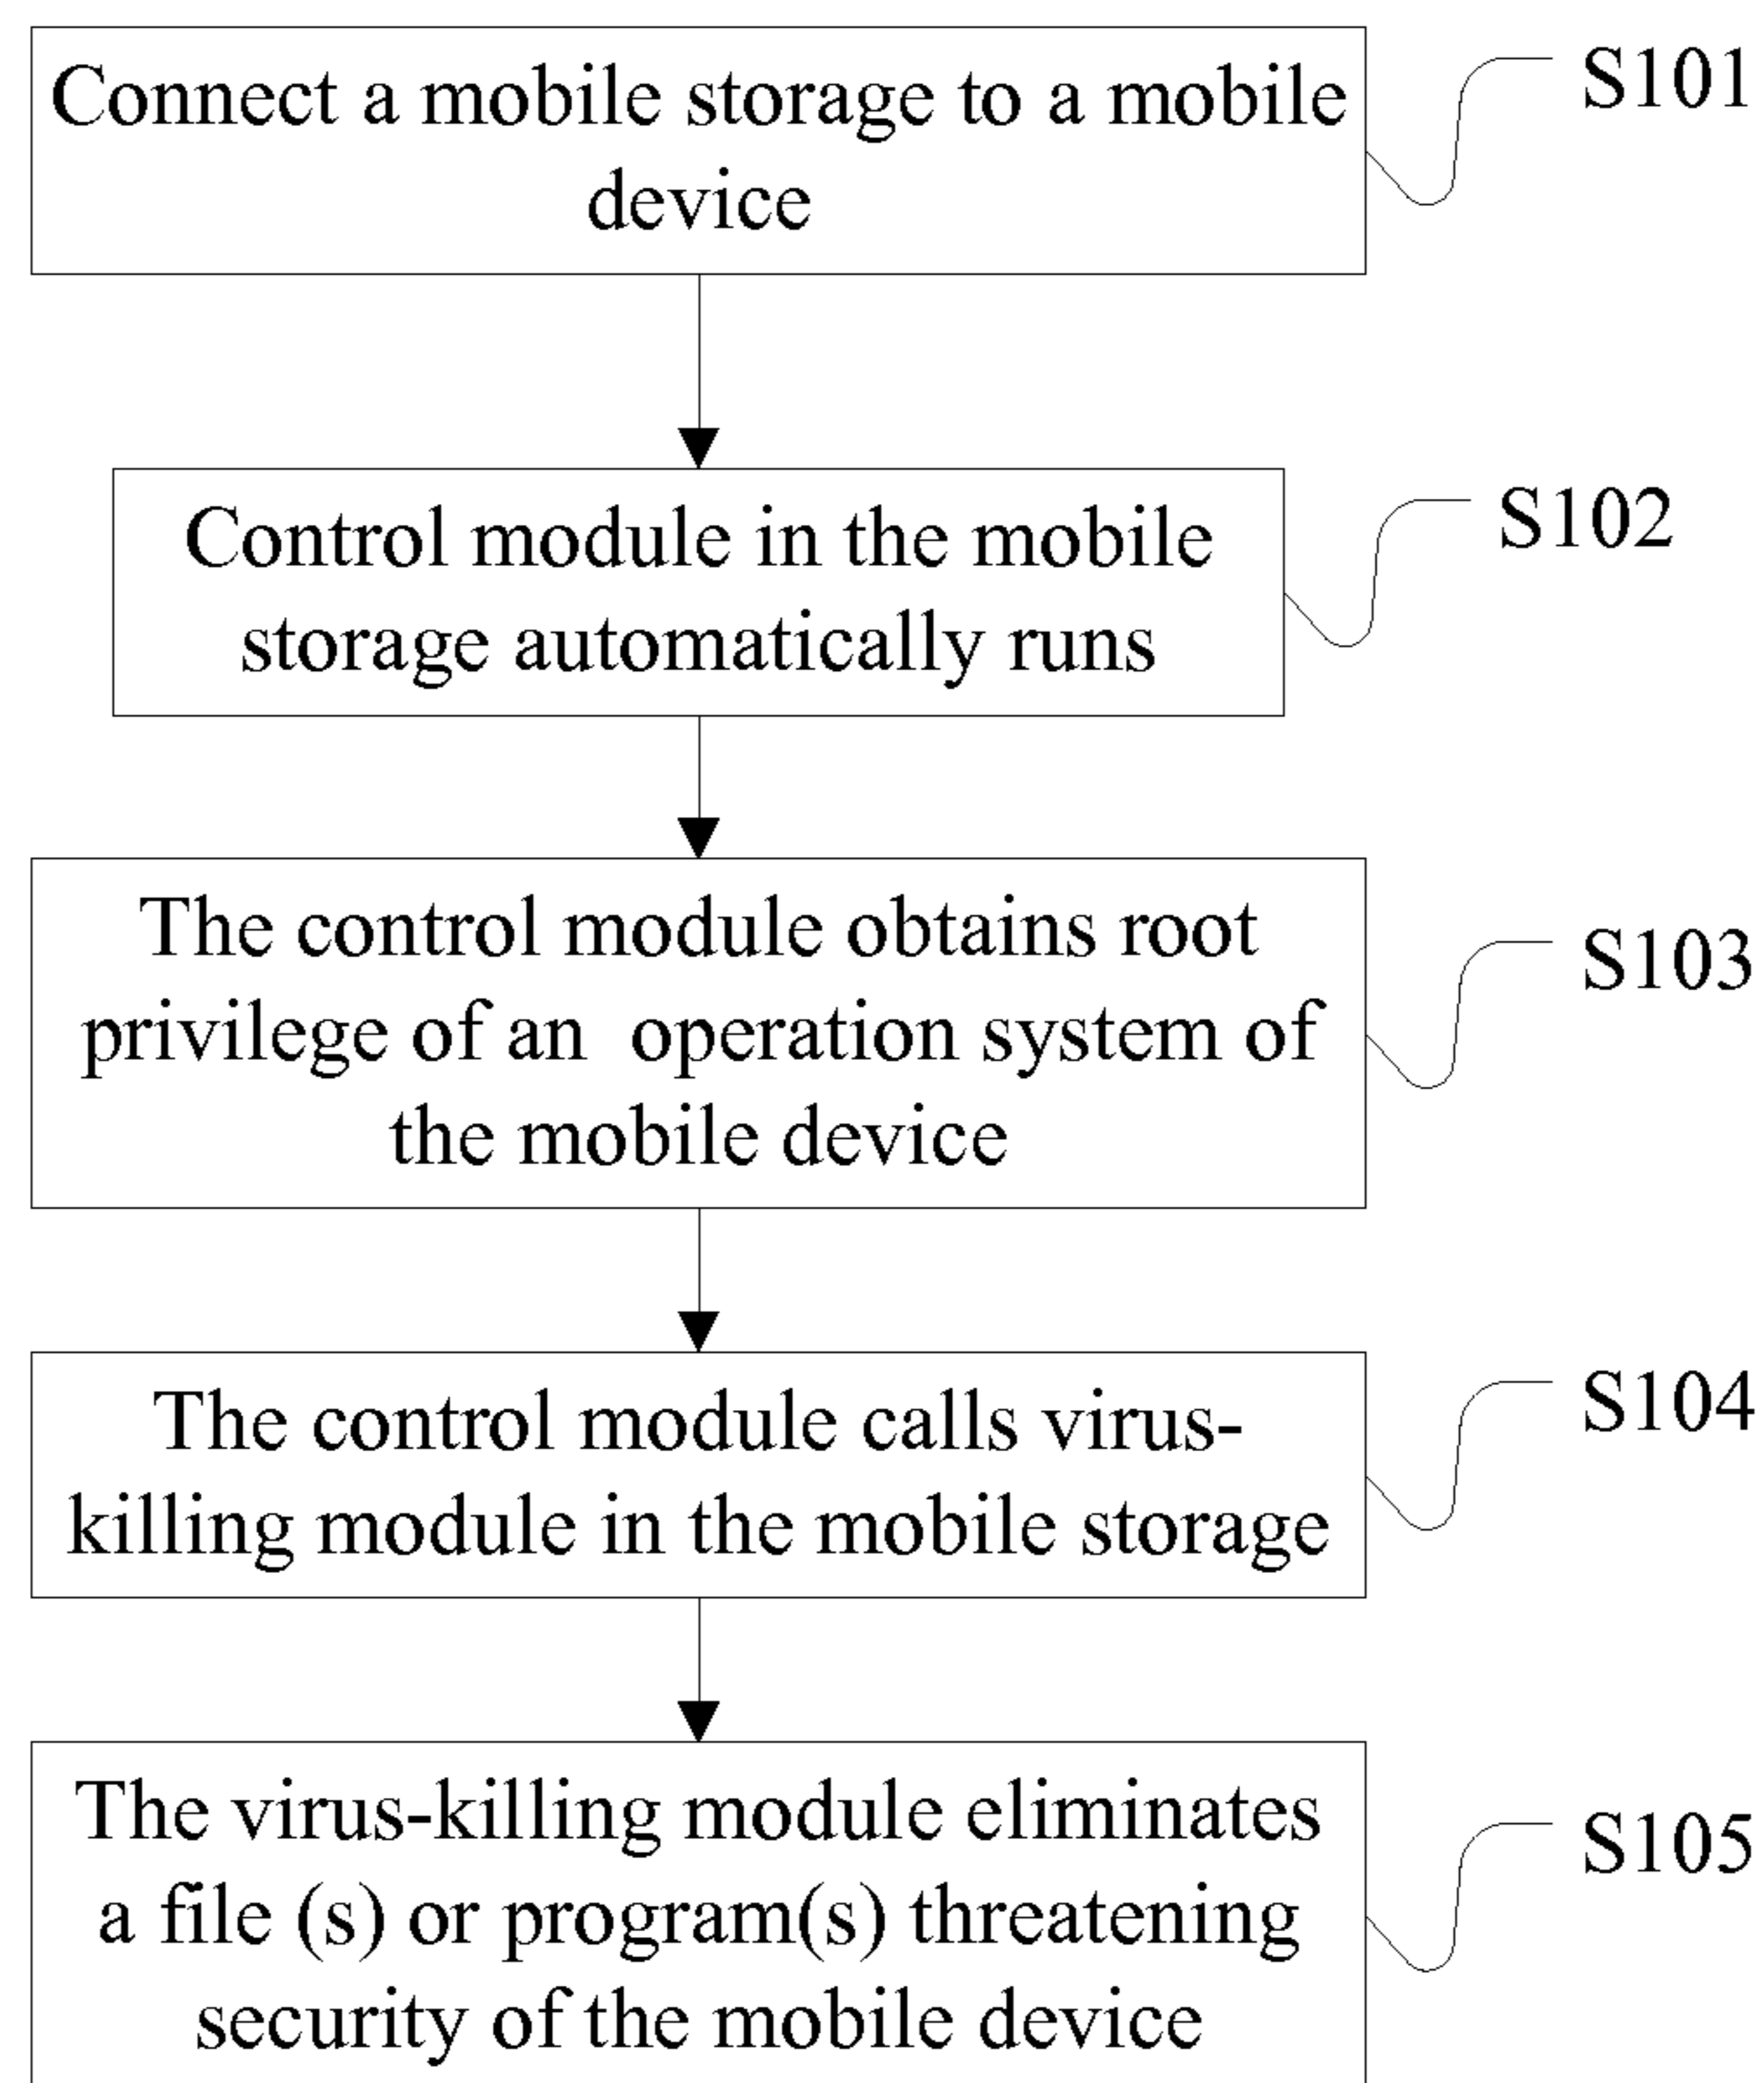 Connect a mobile storage to a mobile
device
S101
Control module in the mobile
storage automatically runs
S102
The control module obtains root
privilege of an  operation system of
the mobile device
S103
The control module calls virus-
killing module in the mobile storage
S104
The virus-killing module eliminates
a file (s) or program(s) threatening
security of the mobile device
S105